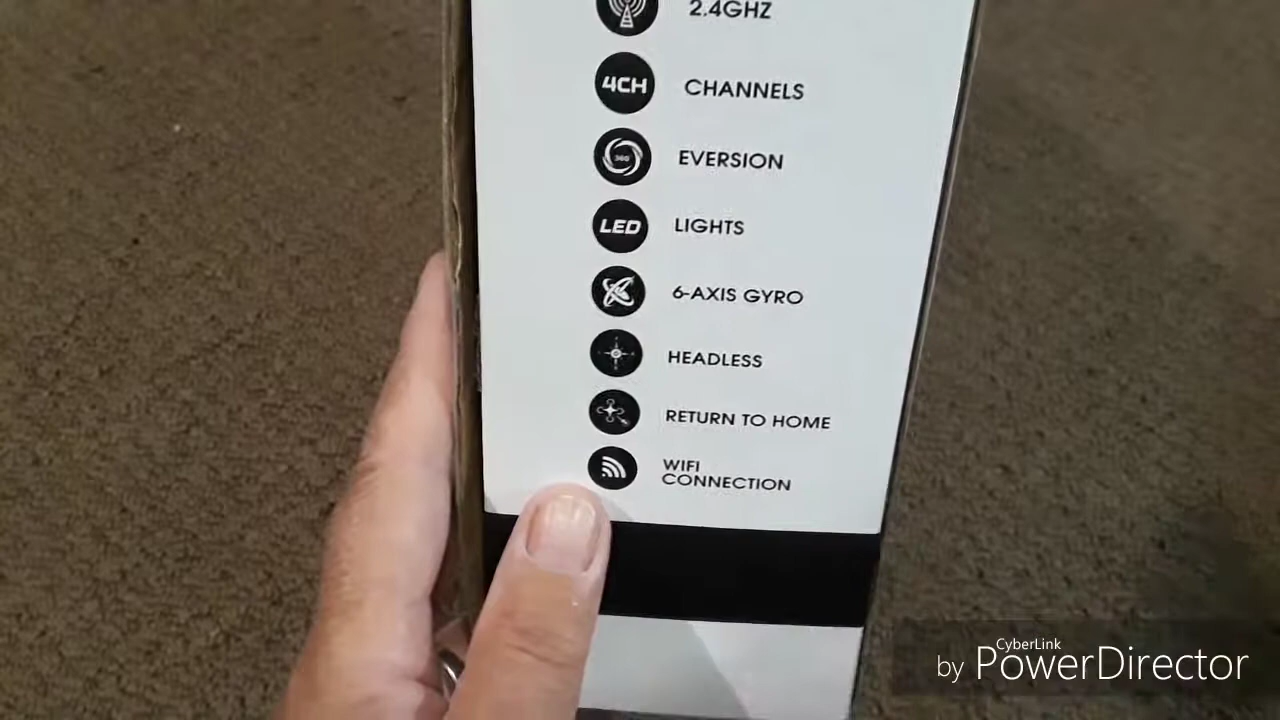 2.4GHZ
4CH CHANNELS
360 EVERSION
LED LIGHTS
6-AXIS GYRO
HEADLESS
RETURN TO HOME
WIFI
CONNECTION
CyberLink
by PowerDirector